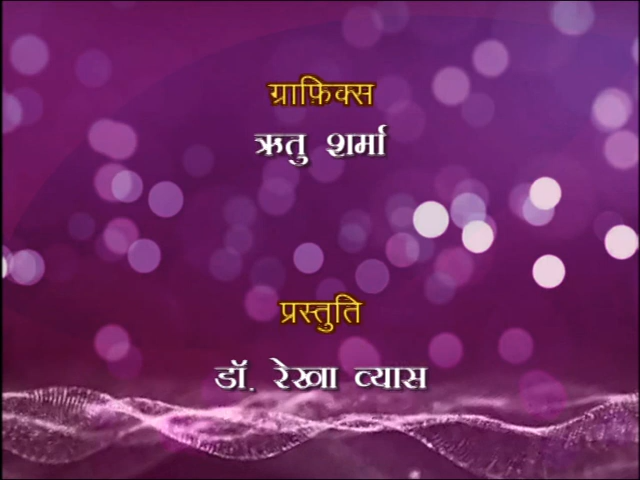 ग्राफ़िक्स
ऋतु शर्मा
प्रस्तुति
डॉ. रेखा व्यास